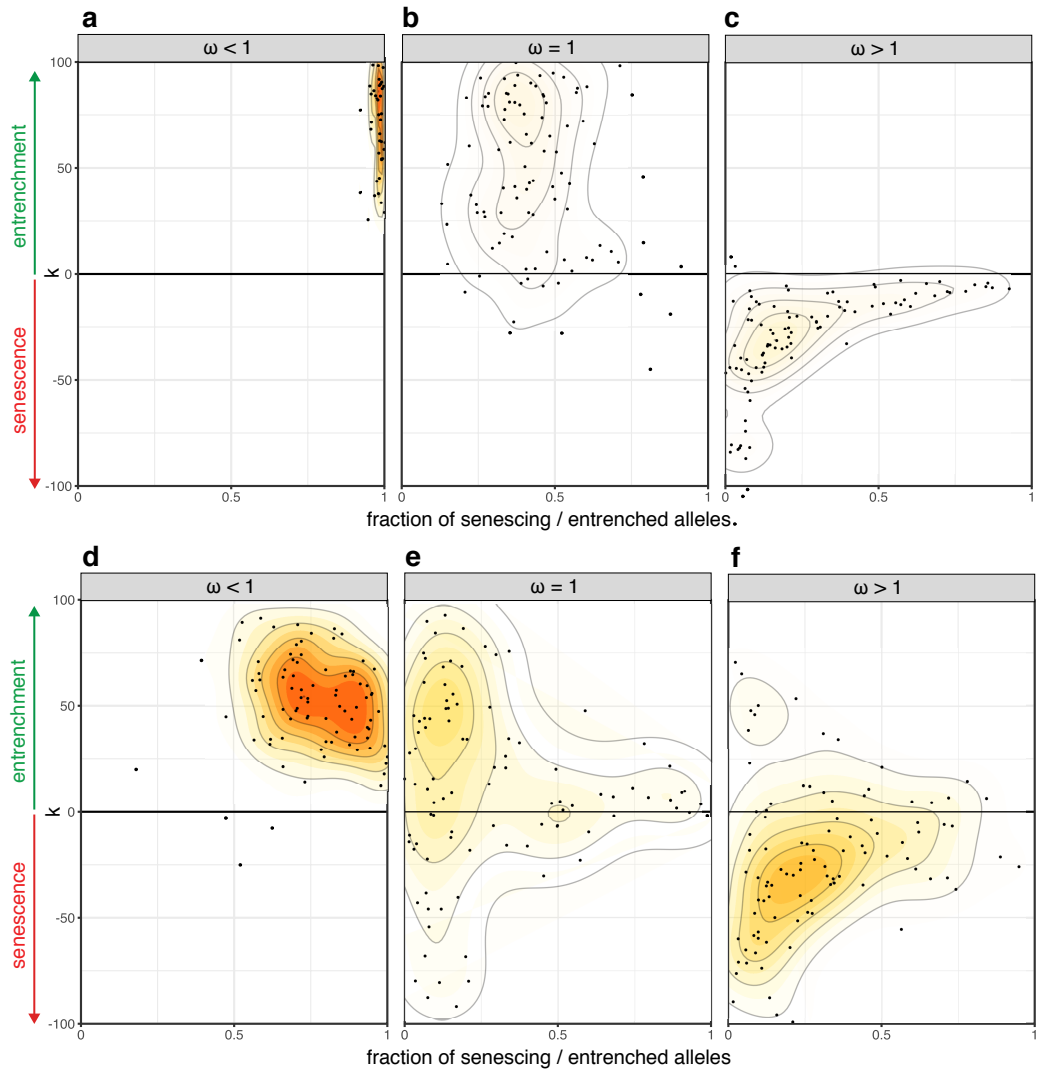 a b c
ω < 1 ω = 1 ω > 1
100
50
0
-50
-100
k
entrenchment
senescence
0 0.5 1 0 0.5 1 0 0.5 1
fraction of senescing / entrenched alleles.
d e f
ω < 1 ω = 1 ω > 1
100
50
0
-50
-100
k
entrenchment
senescence
0 0.5 1 0 0.5 1 0 0.5 1
fraction of senescing / entrenched alleles